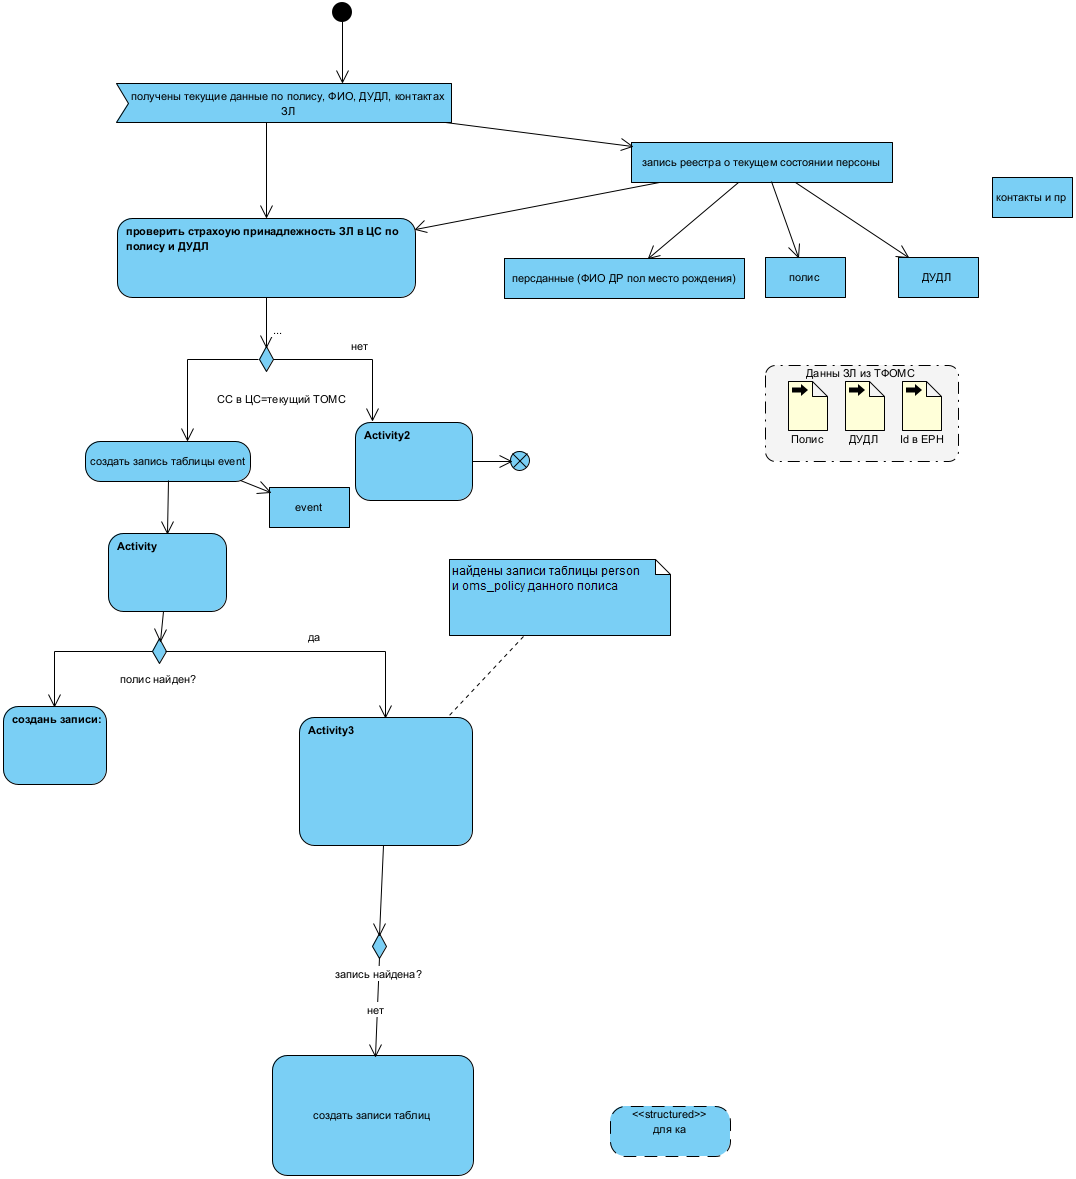 получены текущие данные по полису, ФИО, ДУДЛ, контактах
ЗЛ
запись реестра о текущем состоянии персоны
контакты и пр
проверить страхоую принадлежность ЗЛ в ЦС по
полису и ДУДЛ
персданные (ФИО ДР пол место рождения)
полис
ДУДЛ
...
нет
СС в ЦС=текущий ТОМС
Данны ЗЛ из ТФОМС
Полис
ДУДЛ
Id в ЕРН
Activity2
создать запись таблицы event
event
Activity
найдены записи таблицы person
и oms_policy данного полиса
да
полис найден?
создань записи:
Activity3
запись найдена?
нет
создать записи таблиц
<<structured>>
для ка